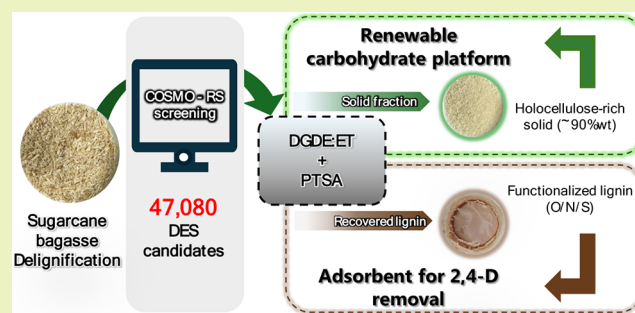 Sugarcane
bagasse
Delignification
COSMO - RS
screening
47,080
DES
candidates
DGDE:ET
+
PTSA
Renewable
carbohydrate platform
Solid fraction
Holocellulose-rich
solid (~90%wt)
Recovered lignin
Functionalized lignin
(O/N/S)
Adsorbent for 2,4-D
removal